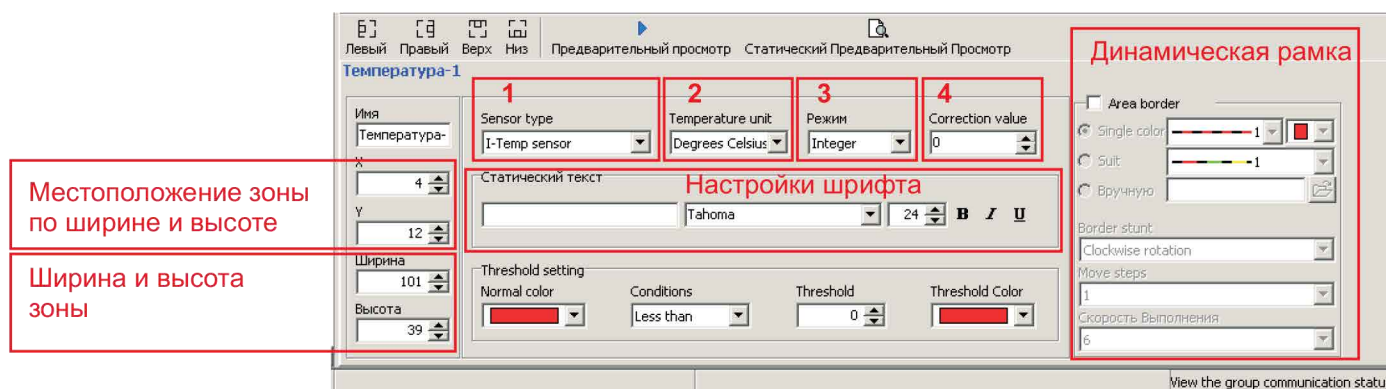 Левый Правый Верх Низ Предварительный просмотр Статический Предварительный Просмотр
Температура-1
Динамическая рамка
1 2 3 4
Имя
Температура-
Sensor type Temperature unit Режим Correction value
I-Temp sensor Degrees Celsius Integer 0
Area border
Single color 1
Suit 1
Вручную
Местоположение зоны
по ширине и высоте
X
4
Y
12
Статический текст
Настройки шрифта
Tahoma 24 B I U
Border stunt
Clockwise rotation
Move steps
1
Скорость Выполнения
6
Ширина и высота
зоны
Ширина
101
Высота
39
Threshold setting
Normal color Conditions Threshold Threshold Color
Less than 0
View the group communication statu